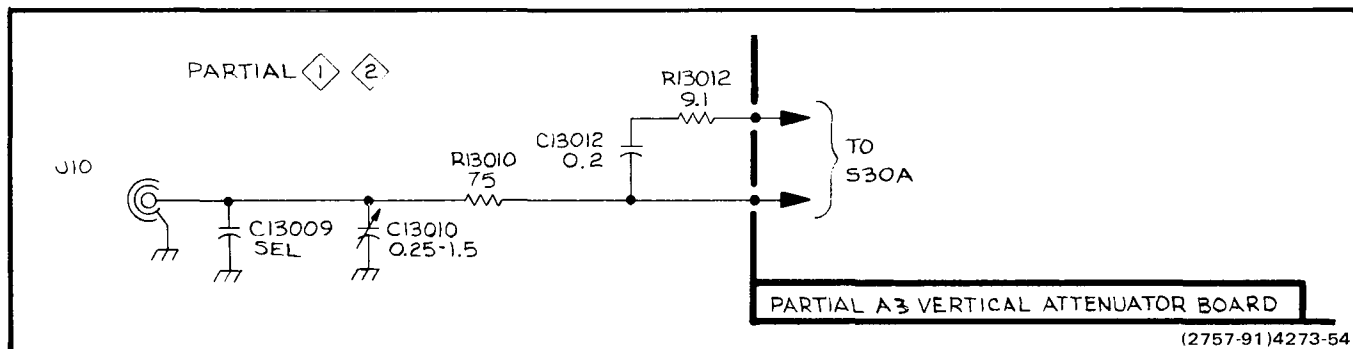 PARTIAL 1 2
R13012
9.1
C13012
0.2
TO
S30A
J10
R13010
75
C13009
SEL
C13010
0.25-1.5
PARTIAL A3 VERTICAL ATTENUATOR BOARD
(2757-91)4273-54